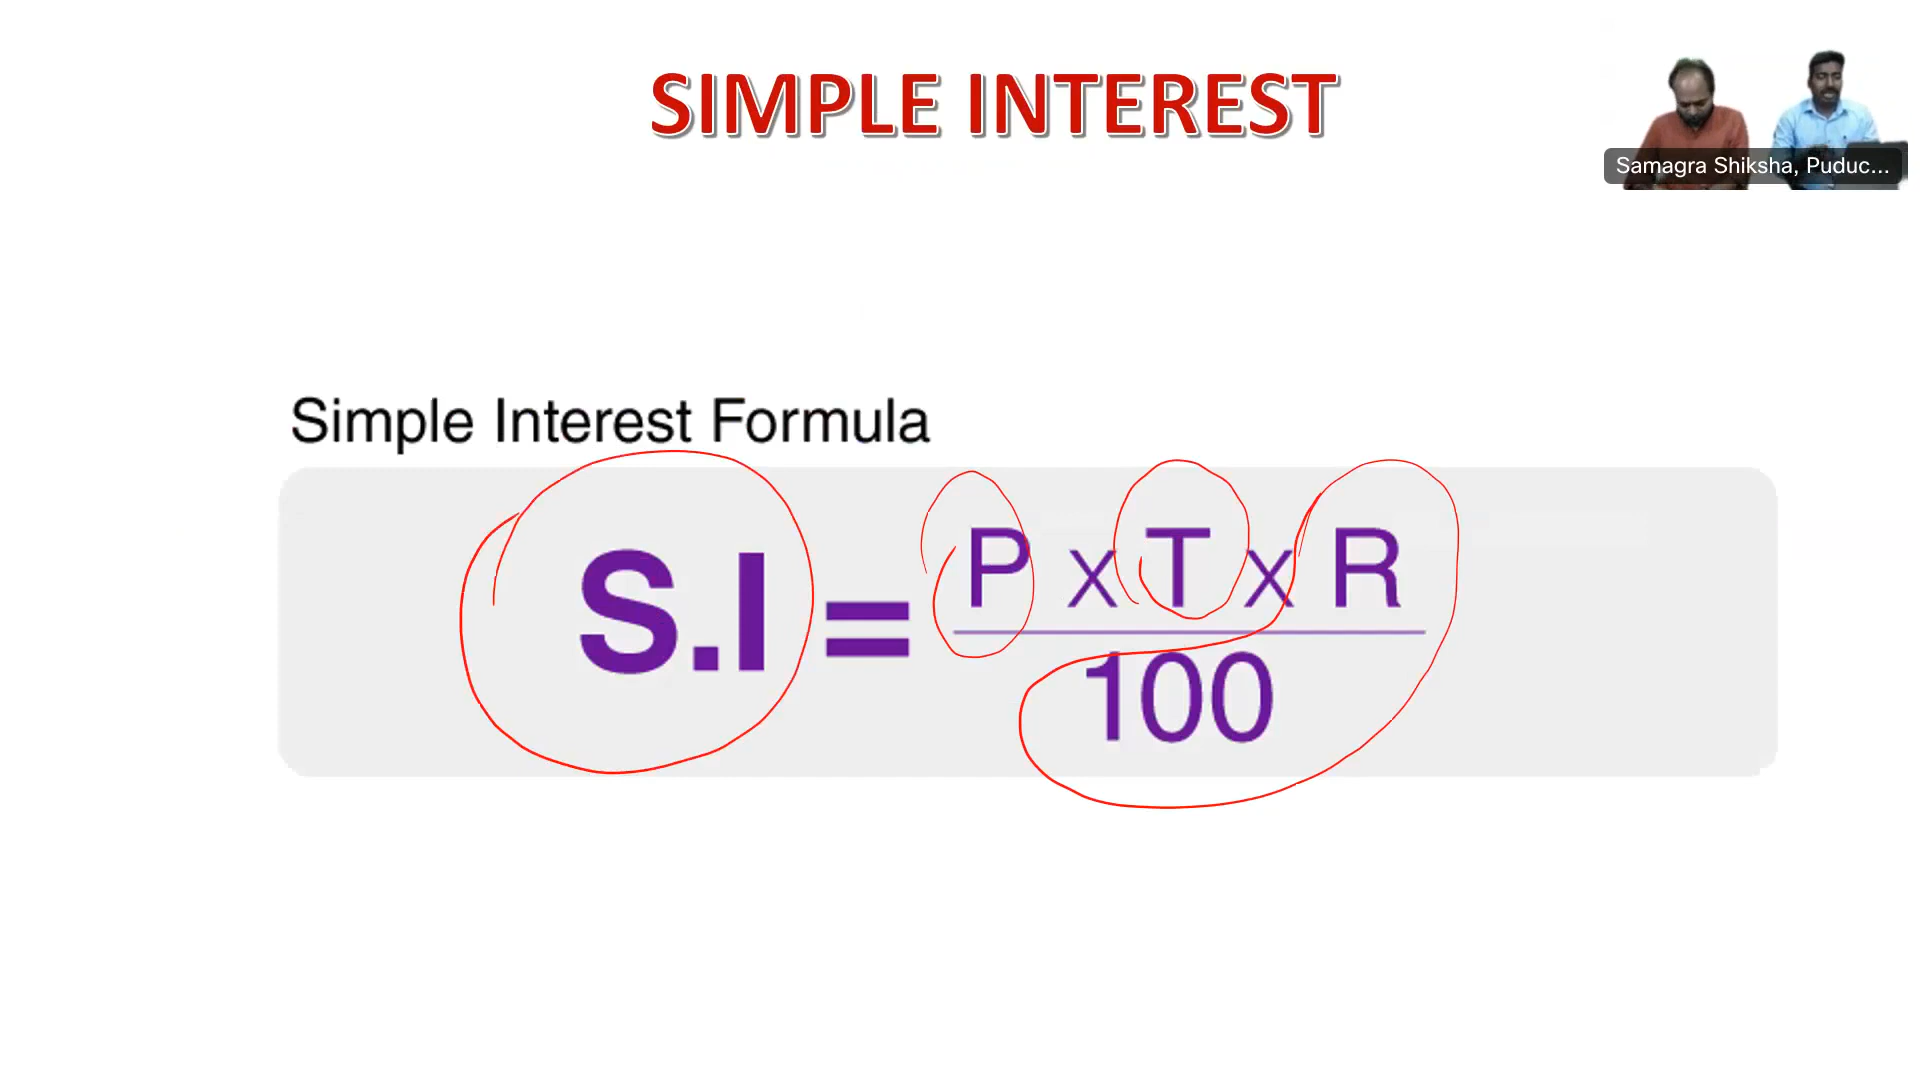 SIMPLE INTEREST
Samagra Shiksha, Puduc...
Simple Interest Formula
S.I = P x T x R
100